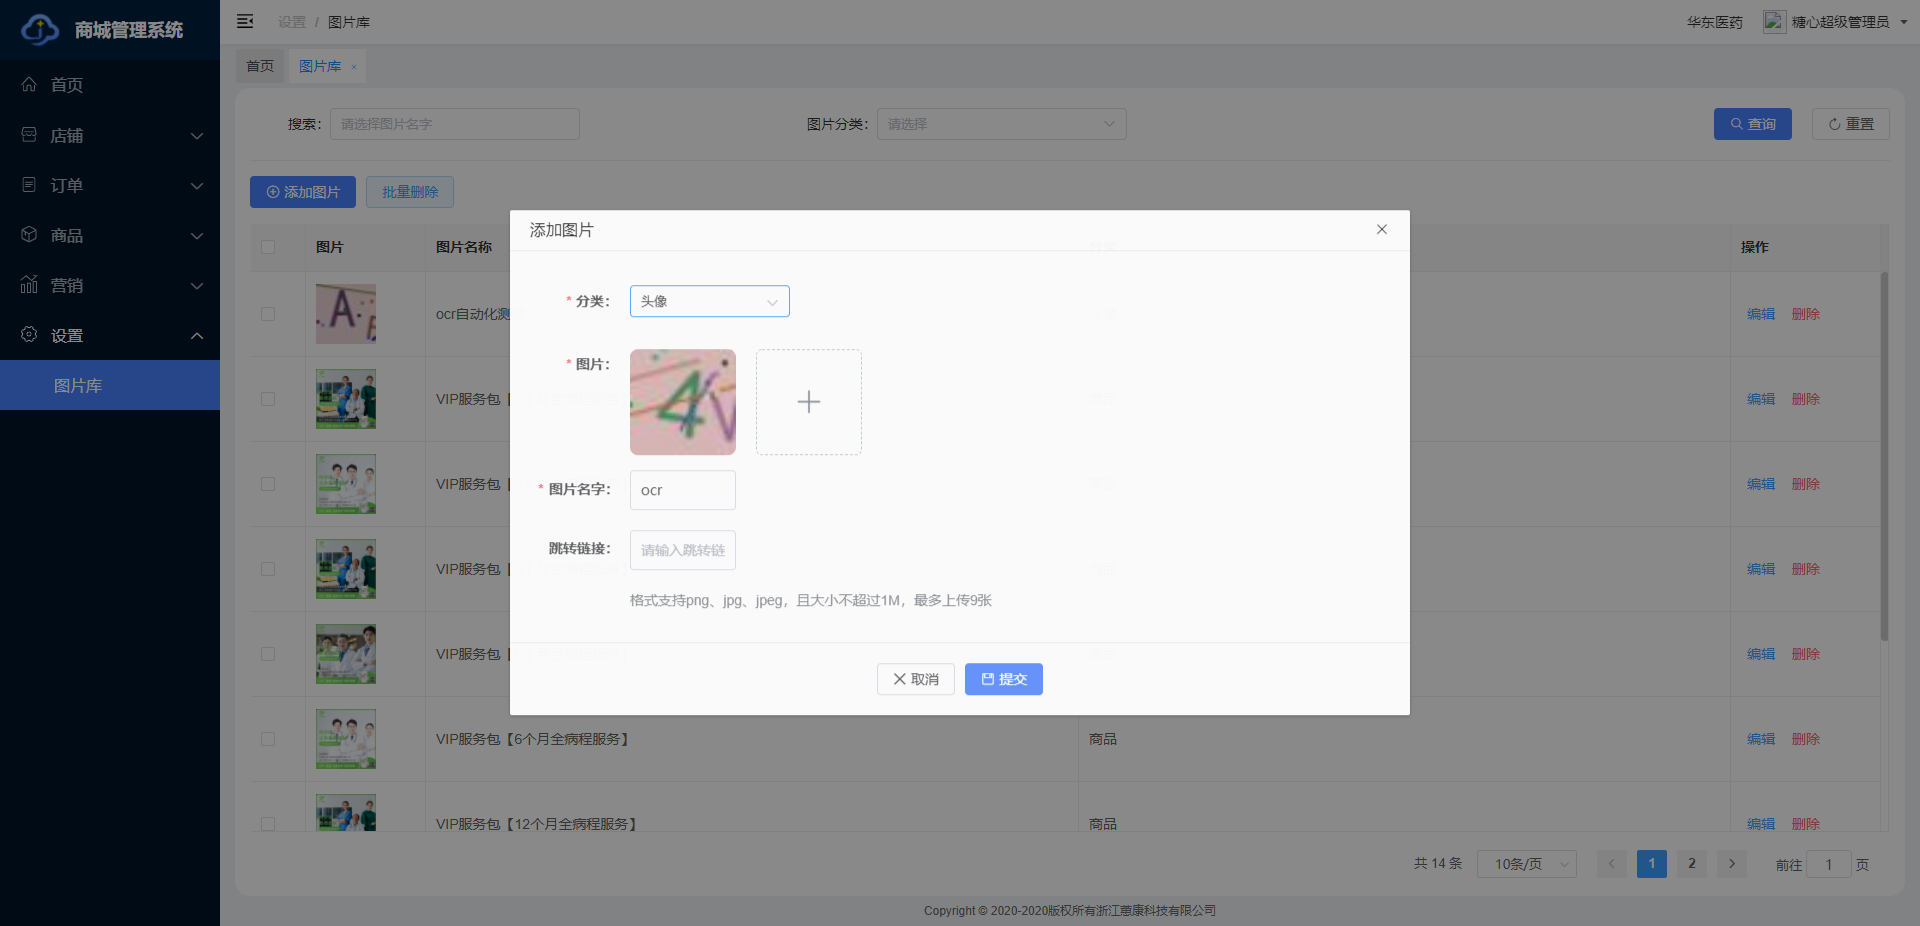 商城管理系统
设置 / 图片库
华东医药
糖心超级管理员
首页
店铺
订单
商品
营销
设置
图片库
首页
图片库 ×
搜索：
请选择图片名字
图片分类：
请选择
查询
重置
添加图片
批量删除
图片
图片名称
操作
ocr自动化测
编辑 删除
VIP服务包【
编辑 删除
VIP服务包【
编辑 删除
VIP服务包【
编辑 删除
VIP服务包【
编辑 删除
VIP服务包【6个月全病程服务】
商品
编辑 删除
VIP服务包【12个月全病程服务】
商品
编辑 删除
添加图片
* 分类：
头像
* 图片：
4
* 图片名字：
ocr
跳转链接：
请输入跳转链
格式支持png、jpg、jpeg，且大小不超过1M，最多上传9张
取消
提交
共 14 条
10条/页
1
2
前往 1 页
Copyright © 2020-2020版权所有浙江蕙康科技有限公司